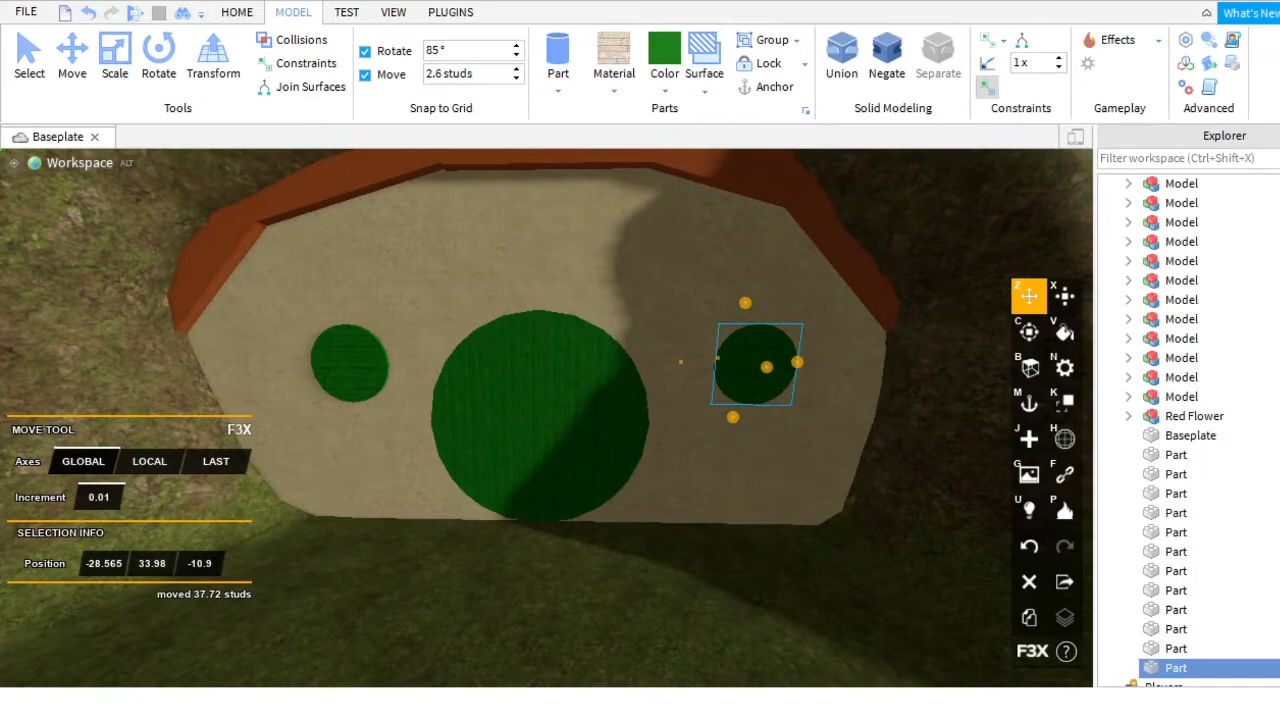 FILE HOME MODEL TEST VIEW PLUGINS What's New
Select Move Scale Rotate Transform
Collisions
Constraints
Join Surfaces
Tools
Rotate 85°
Move 2.6 studs
Snap to Grid
Part Material Color Surface
Group
Lock
Anchor
Parts
Union Negate Separate
Solid Modeling
1 x
Constraints
Effects
Gameplay
Advanced
Baseplate
Workspace ALT
Explorer
Filter workspace (Ctrl+Shift+X)
Model
Model
Model
Model
Model
Model
Model
Model
Model
Model
Model
Model
Red Flower
Baseplate
Part
Part
Part
Part
Part
Part
Part
Part
Part
Part
Part
Part
MOVE TOOL F3X
Axes GLOBAL LOCAL LAST
Increment 0.01
SELECTION INFO
Position -28.565 33.98 -10.9
moved 37.72 studs
Z X
C V
B N
M K
J H
G F
U P
F3X ?